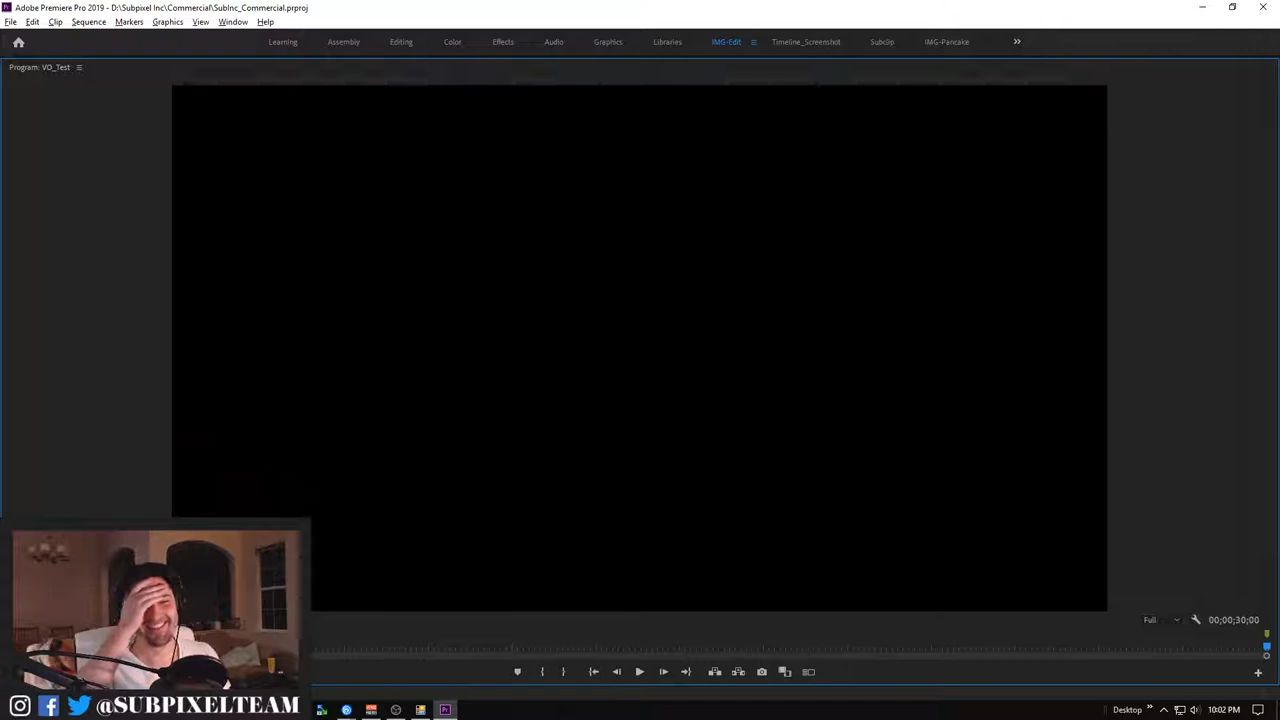 Adobe Premiere Pro 2019 - D:\Subpixel Inc\Commercial\SubInc_Commercial.prproj
File Edit Clip Sequence Markers Graphics View Window Help
Learning Assembly Editing Color Effects Audio Graphics Libraries IMG-Edit Timeline_Screenshot Subclip IMG-Pancake
Program: VO_Test
Full 00;00;30;00
@SUBPIXELTEAM
Desktop 10:02 PM